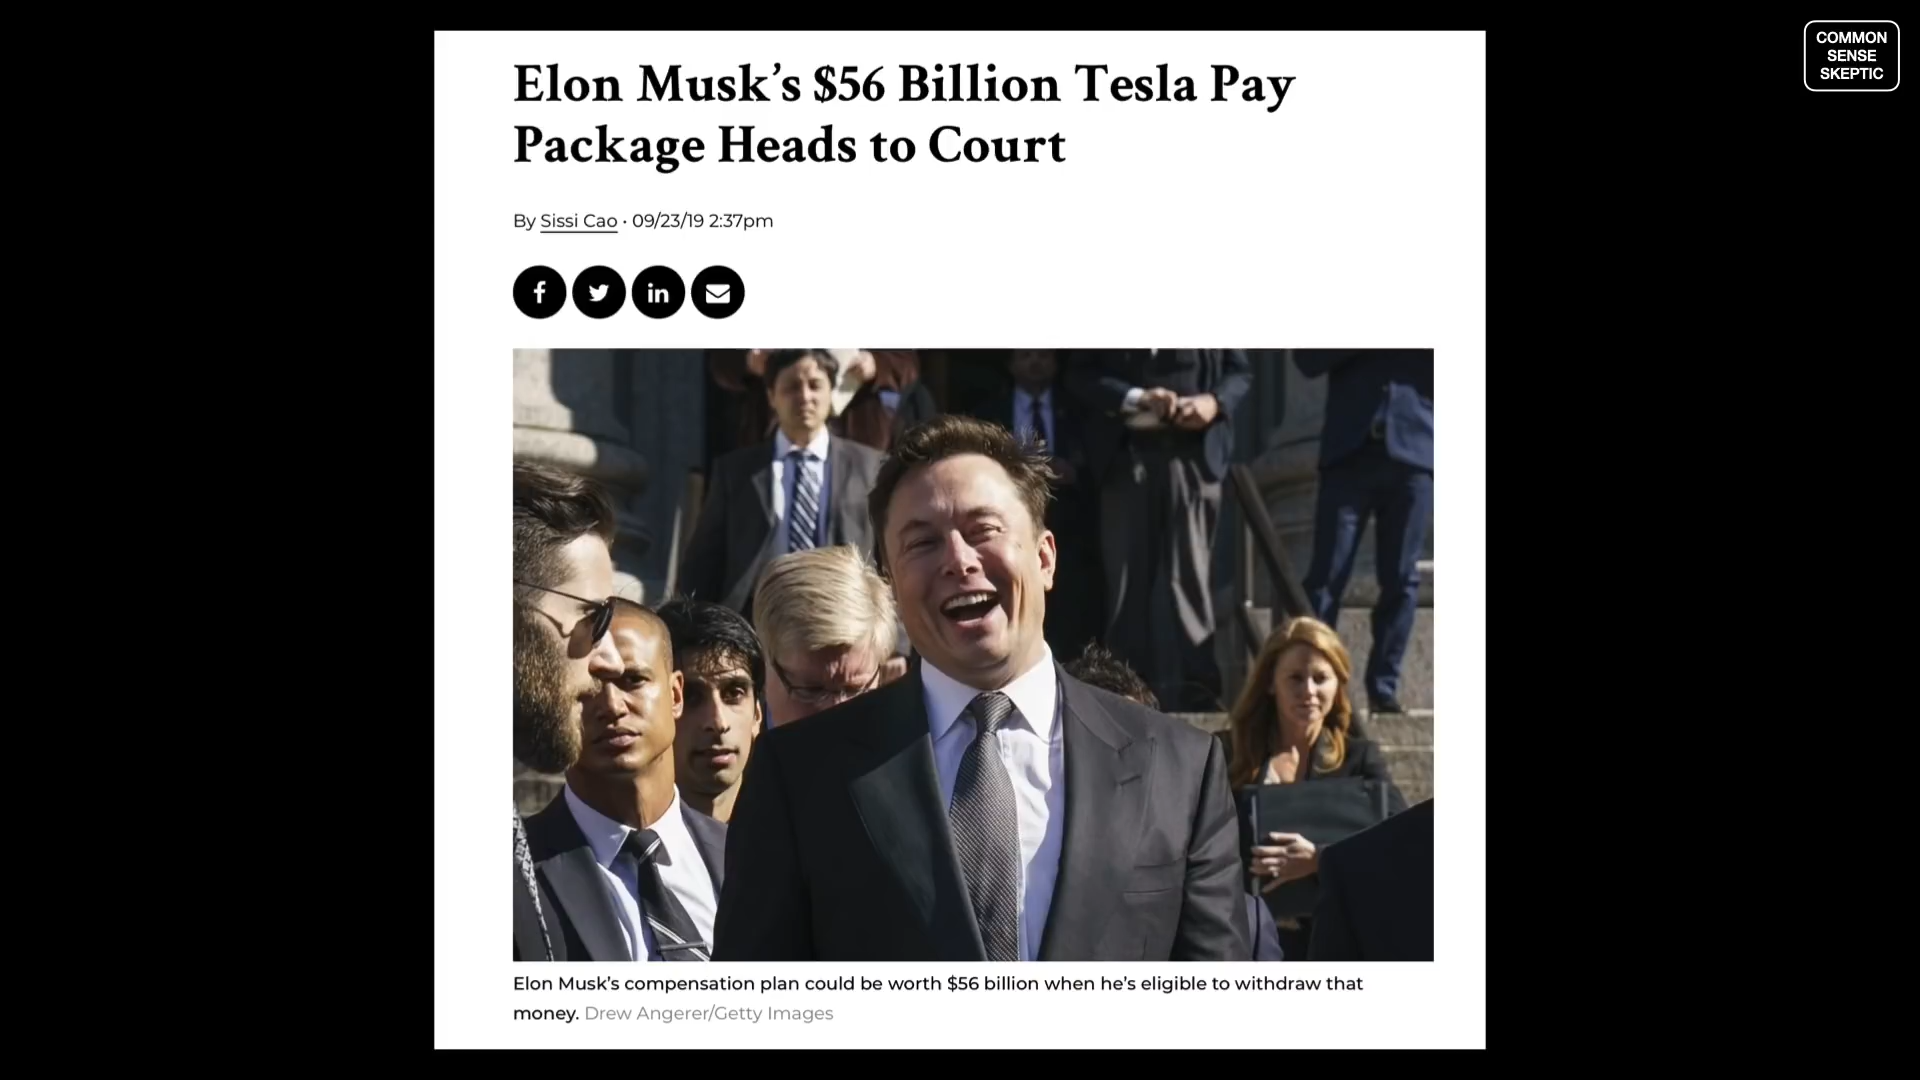 COMMON
SENSE
SKEPTIC
Elon Musk’s $56 Billion Tesla Pay
Package Heads to Court
By Sissi Cao · 09/23/19 2:37pm
f in
Elon Musk’s compensation plan could be worth $56 billion when he’s eligible to withdraw that
money. Drew Angerer/Getty Images